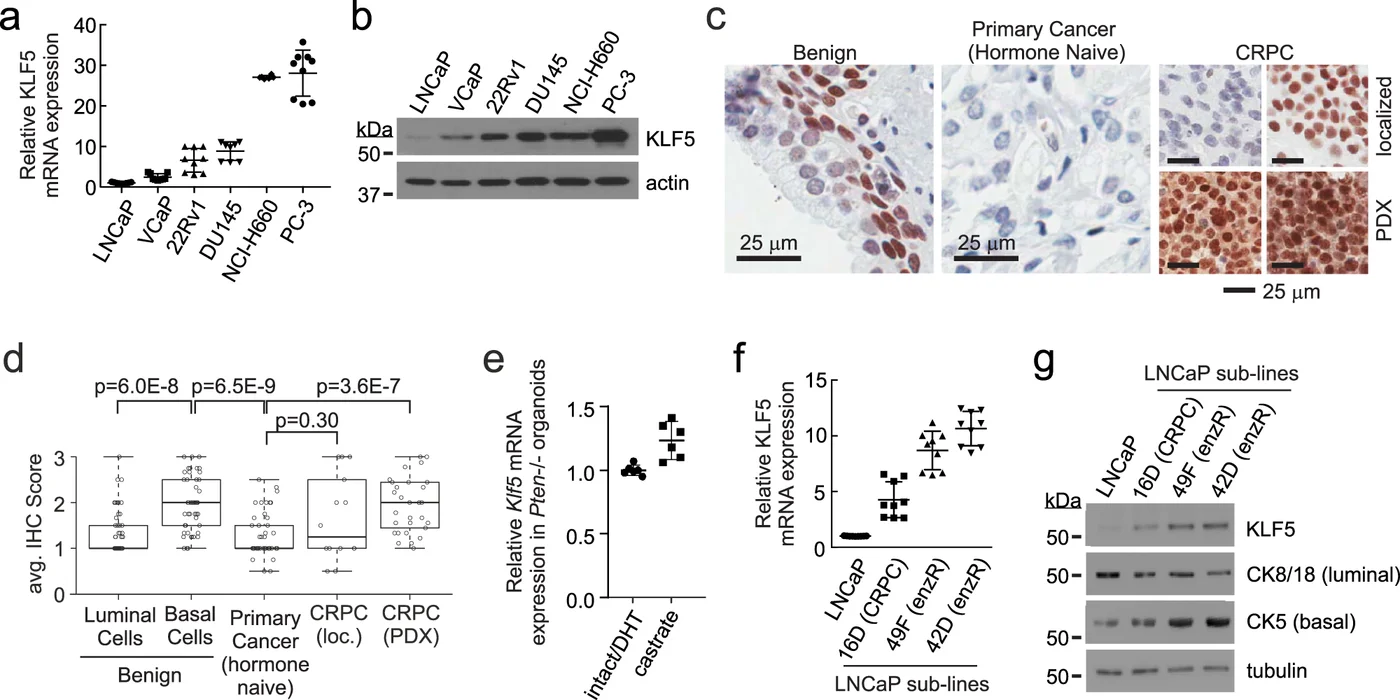 a
Relative KLF5
mRNA expression
40
30
20
10
0
LNCaP
VCaP
22Rv1
DU145
NCI-H660
PC-3
b
LNCaP
VCaP
22Rv1
DU145
NCI-H660
PC-3
kDa
50
37
KLF5
actin
c
Benign
Primary Cancer
(Hormone Naive)
CRPC
25 μm
25 μm
localized
PDX
25 μm
d
p=6.0E-8
p=6.5E-9
p=3.6E-7
p=0.30
avg. IHC Score
3
2
1
0
Luminal
Cells
Basal
Cells
Benign
Primary
Cancer
(hormone
naive)
CRPC
(loc.)
CRPC
(PDX)
e
Relative Klf5 mRNA
expression in Pten-/- organoids
1.5
1.0
0.5
0.0
intact/DHT
castrate
f
Relative KLF5
mRNA expression
15
10
5
0
LNCaP
16D (CRPC)
49F (enzR)
42D (enzR)
LNCaP sub-lines
g
LNCaP sub-lines
LNCaP
16D (CRPC)
49F (enzR)
42D (enzR)
kDa
50
50
50
50
KLF5
CK8/18 (luminal)
CK5 (basal)
tubulin